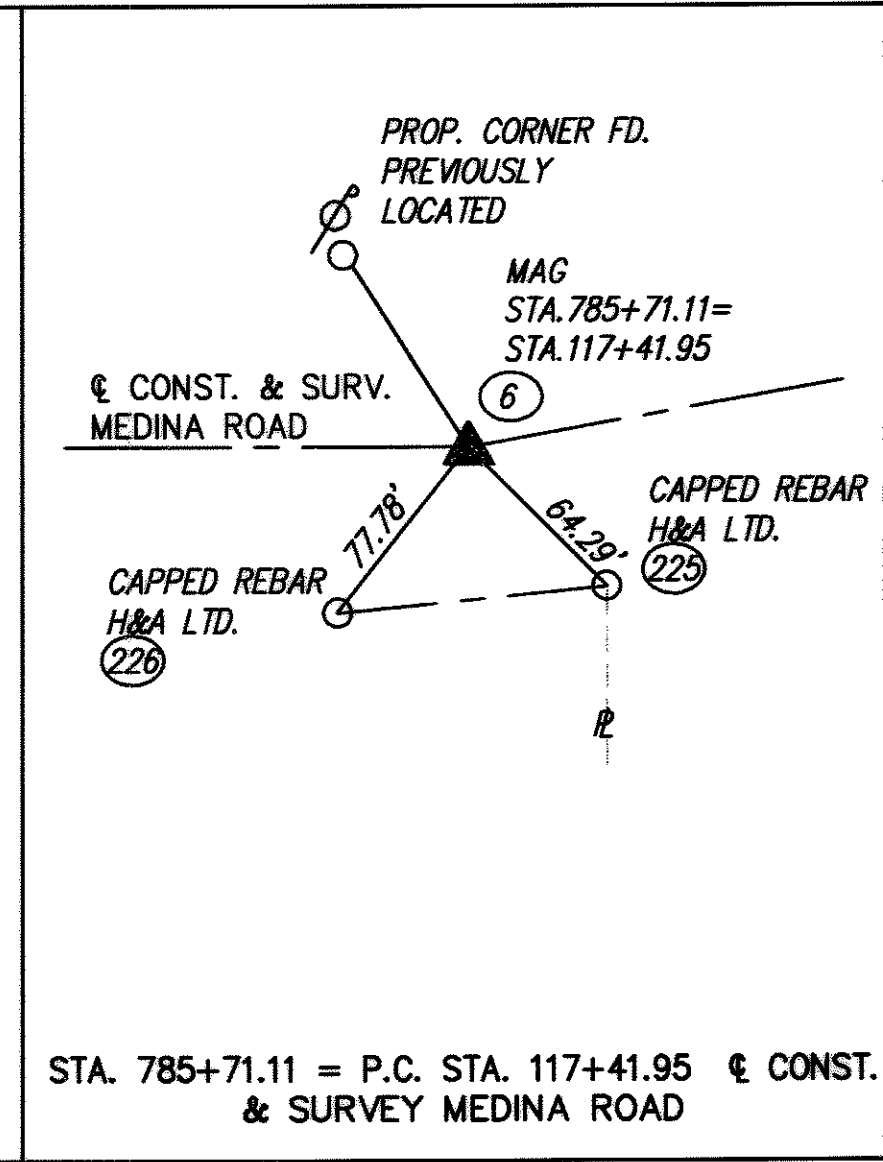 PROP. CORNER FD.
PREVIOUSLY
LOCATED
MAG
STA.785+71.11=
STA.117+41.95
6
℄ CONST. & SURV.
MEDINA ROAD
77.78'
64.29'
CAPPED REBAR
H&A LTD.
225
CAPPED REBAR
H&A LTD.
226
PL
STA. 785+71.11 = P.C. STA. 117+41.95 ℄ CONST.
& SURVEY MEDINA ROAD